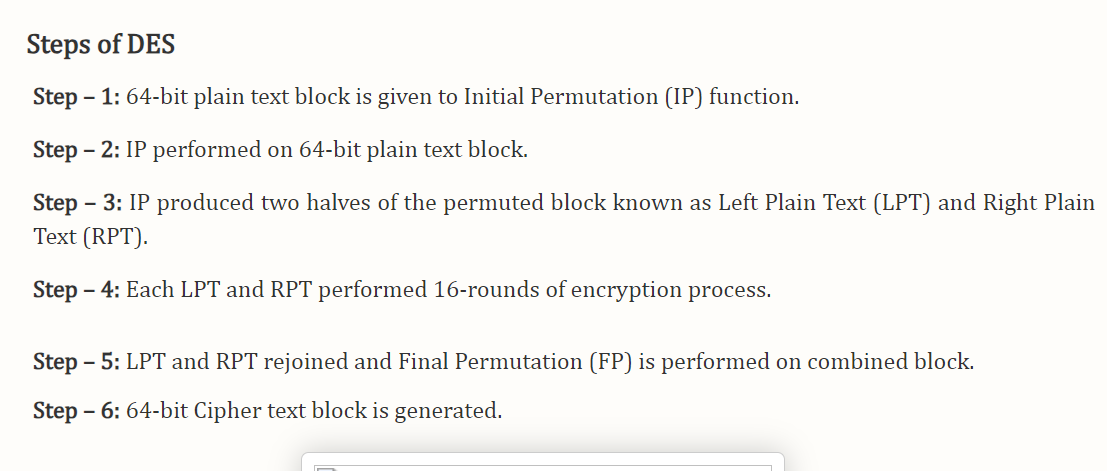 Steps of DES
Step – 1: 64-bit plain text block is given to Initial Permutation (IP) function.
Step – 2: IP performed on 64-bit plain text block.
Step – 3: IP produced two halves of the permuted block known as Left Plain Text (LPT) and Right Plain
Text (RPT).
Step – 4: Each LPT and RPT performed 16-rounds of encryption process.
Step – 5: LPT and RPT rejoined and Final Permutation (FP) is performed on combined block.
Step – 6: 64-bit Cipher text block is generated.